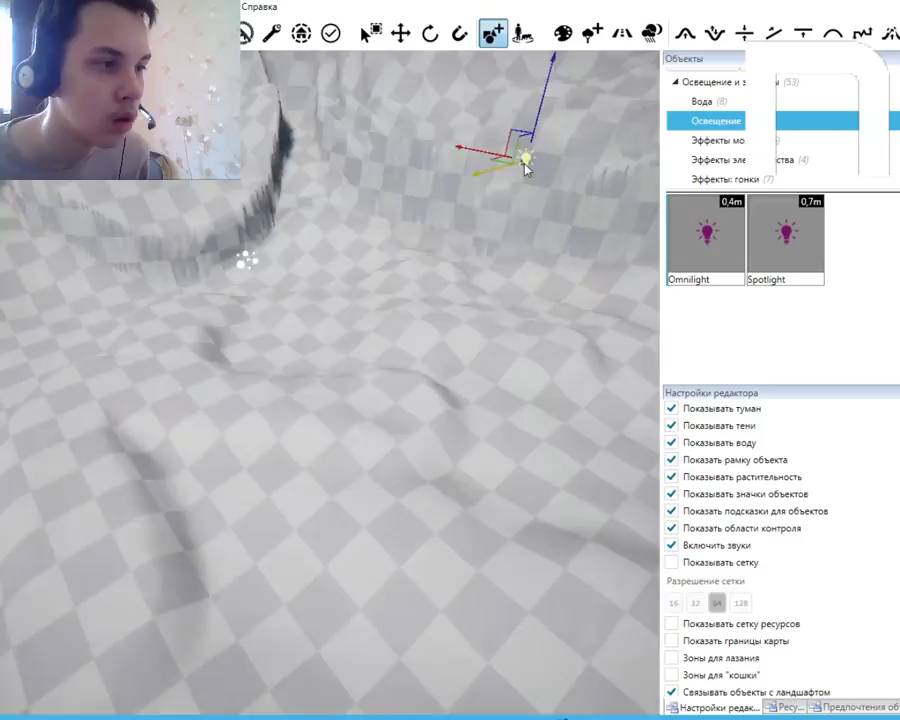 Справка
Объекты
Освещение и з (53)
Вода (8)
Освещение
Эффекты мо
Эффекты эле ства (4)
Эффекты: гонки (7)
0,4m
0,7m
Omnilight
Spotlight
Настройки редактора
Показывать туман
Показывать тени
Показывать воду
Показать рамку объекта
Показывать растительность
Показывать значки объектов
Показать подсказки для объектов
Показать области контроля
Включить звуки
Показывать сетку
Разрешение сетки
16 32 64 128
Показывать сетку ресурсов
Показать границы карты
Зоны для лазания
Зоны для "кошки"
Связывать объекты с ландшафтом
Настройки редак... Ресу... Предпочтения об